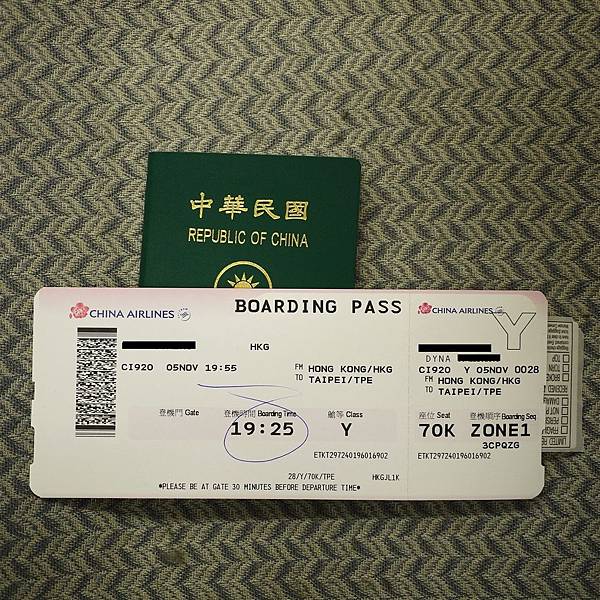 中華民國
REPUBLIC OF CHINA
CHINA AIRLINES
BOARDING PASS
HKG
CI920 05NOV 19:55
FM HONG KONG/HKG
TO TAIPEI/TPE
登機門 Gate
登機時間 Boarding Time
艙等 Class
19:25
Y
ETKT297240196016902
28/Y/70K/TPE
HKGJL1K
*PLEASE BE AT GATE 30 MINUTES BEFORE DEPARTURE TIME*
CHINA AIRLINES
Y
DYNA
CI920 Y 05NOV 0028
FM HONG KONG/HKG
TO TAIPEI/TPE
座位 Seat
登機順序 Boarding Seq
70K ZONE1
3CPQZG
ETKT297240196016902